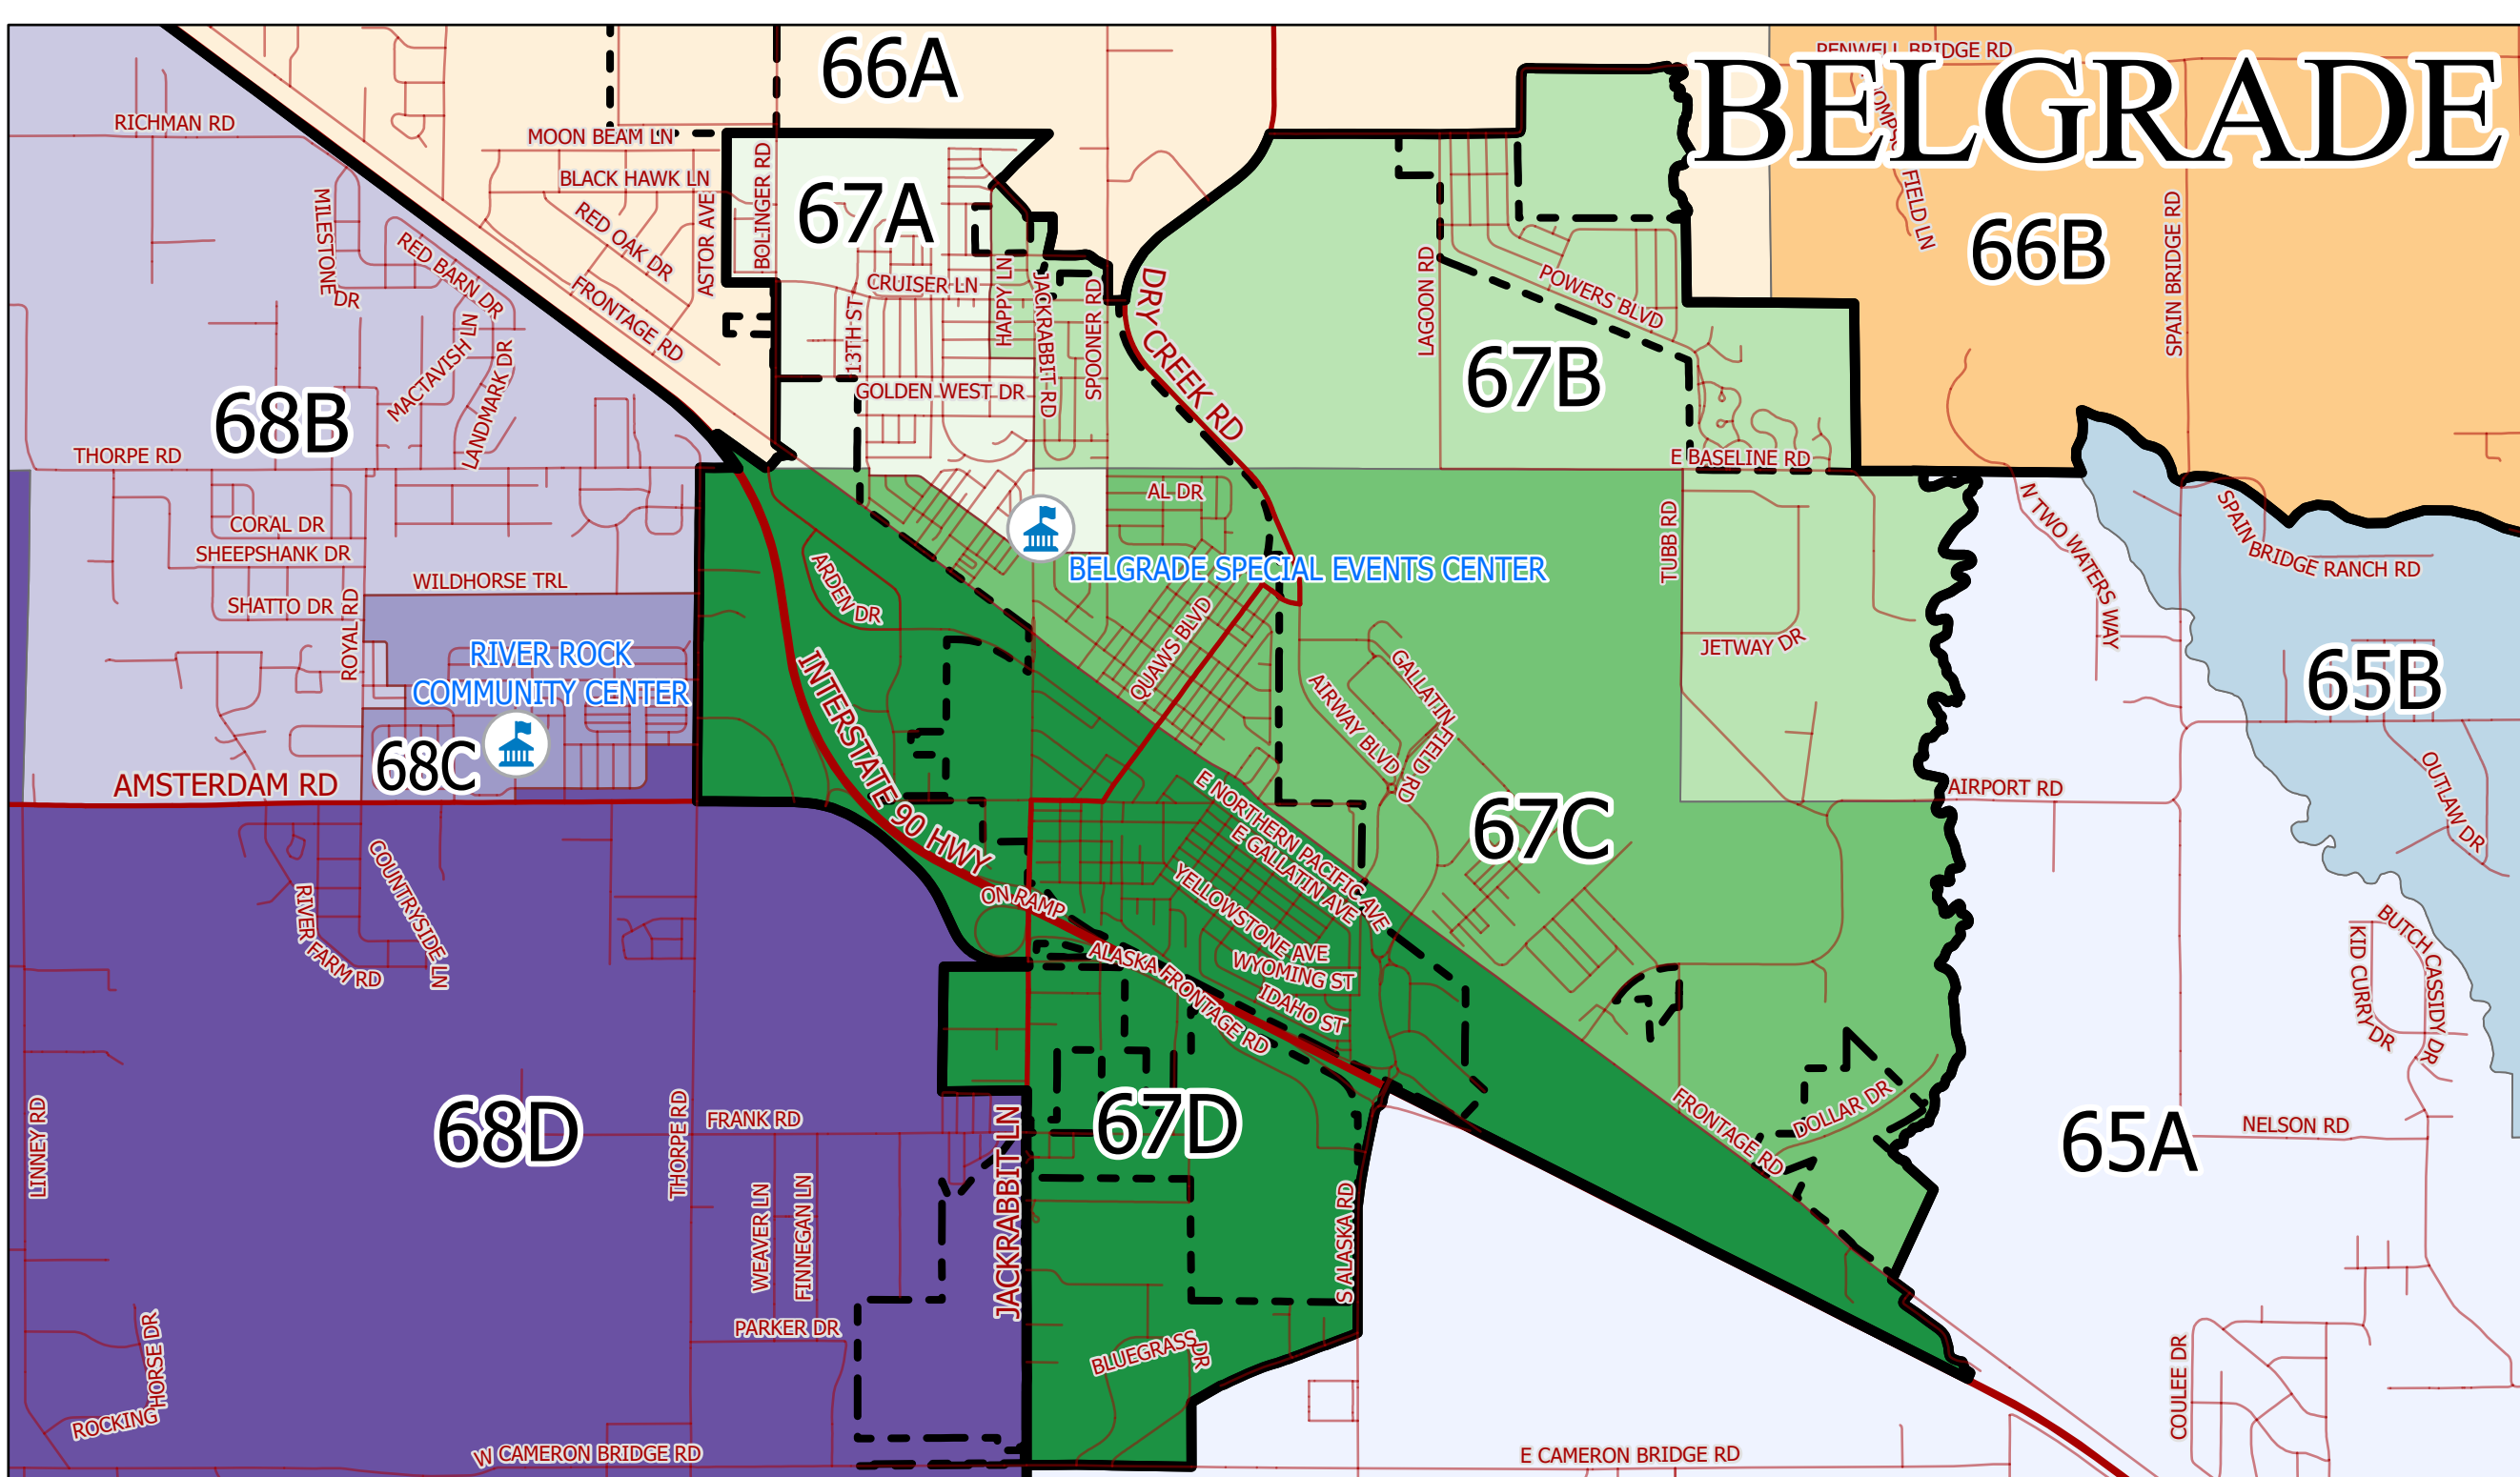 66A
PENWELL BRIDGE RD
BELGRADE
RICHMAN RD
MOON BEAM LN
BLACK HAWK LN
BOLINGER RD
67A
FIELD LN
MILESTONE
DR
RED OAK DR
ASTOR AVE
66B
SPAIN BRIDGE RD
RED BARN DR
FRONTAGE RD
CRUISER LN
HAPPY LN
JACKRABBIT RD
SPOONER RD
DRY CREEK RD
LAGOON RD
POWERS BLVD
13TH ST
MACTAVISH LN
LANDMARK DR
67B
68B
GOLDEN WEST DR
THORPE RD
E BASELINE RD
AL DR
N TWO WATERS WAY
SPAIN BRIDGE RANCH RD
CORAL DR
SHEEPSHANK DR
TUBB RD
BELGRADE SPECIAL EVENTS CENTER
WILDHORSE TRL
ARDEN DR
SHATTO DR
ROYAL RD
QUAWS BLVD
JETWAY DR
RIVER ROCK
COMMUNITY CENTER
65B
INTERSTATE 90 HWY
AIRWAY BLVD
GALLATIN FIELD RD
68C
AMSTERDAM RD
AIRPORT RD
OUTLAW DR
E NORTHERN PACIFIC AVE
E GALLATIN AVE
67C
COUNTRYSIDE LN
RIVER FARM RD
ON RAMP
YELLOWSTONE AVE
WYOMING ST
IDAHO ST
ALASKA FRONTAGE RD
BUTCH CASSIDY DR
KID CURRY DR
LINNEY RD
68D
THORPE RD
FRANK RD
67D
FRONTAGE RD
DOLLAR DR
65A
NELSON RD
JACKRABBIT LN
WEAVER LN
FINNEGAN LN
S ALASKA RD
PARKER DR
BLUEGRASS DR
ROCKING HORSE DR
COULEE DR
W CAMERON BRIDGE RD
E CAMERON BRIDGE RD